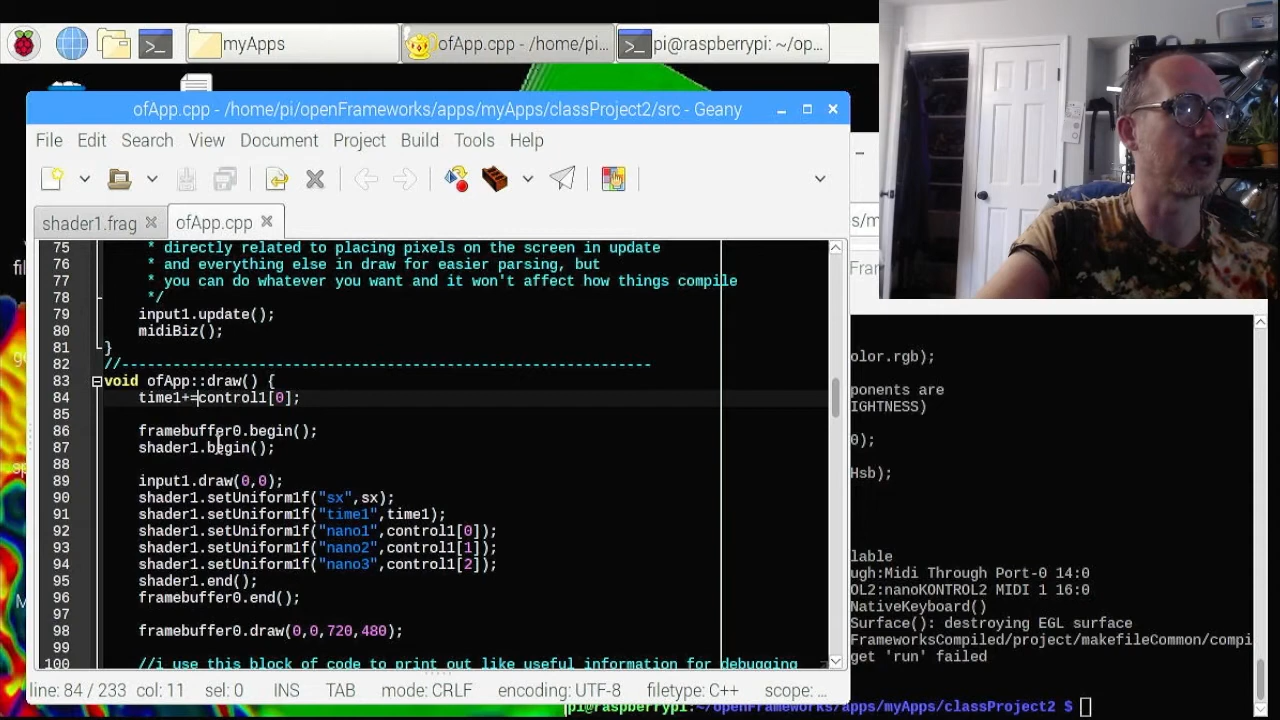 myApps
ofApp.cpp - /home/pi...
pi@raspberrypi: ~/op...
ofApp.cpp - /home/pi/openFrameworks/apps/myApps/classProject2/src - Geany
File Edit Search View Document Project Build Tools Help
shader1.frag
ofApp.cpp
75 * directly related to placing pixels on the screen in update
76 * and everything else in draw for easier parsing, but
77 * you can do whatever you want and it won't affect how things compile
78 */
79 input1.update();
80 midiBiz();
81 }
82 //-------------------------------------------------------------
83 void ofApp::draw() {
84 time1+=control1[0];
85
86 framebuffer0.begin();
87 shader1.begin();
88
89 input1.draw(0,0);
90 shader1.setUniform1f("sx",sx);
91 shader1.setUniform1f("time1",time1);
92 shader1.setUniform1f("nano1",control1[0]);
93 shader1.setUniform1f("nano2",control1[1]);
94 shader1.setUniform1f("nano3",control1[2]);
95 shader1.end();
96 framebuffer0.end();
97
98 framebuffer0.draw(0,0,720,480);
99
100 //i use this block of code to print out like useful information for debugging
line: 84 / 233 col: 11 sel: 0 INS TAB mode: CRLF encoding: UTF-8 filetype: C++ scope: ...
s/m
Fran
olor.rgb);
ponents are
IGHTNESS)
0);
Hsb);
lable
ugh:Midi Through Port-0 14:0
OL2:nanoKONTROL2 MIDI 1 16:0
NativeKeyboard()
Surface(): destroying EGL surface
FrameworksCompiled/project/makefileCommon/compi
get 'run' failed
pi@raspberrypi:~/openFrameworks/apps/myApps/classProject2 $